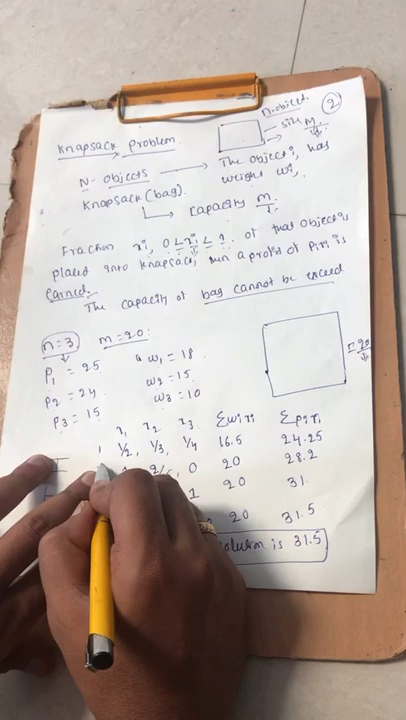 n-object.
②
size
M
Knapsack Problem
N- Objects → The object i, has
weight wi,
Knapsack (bag)
Capacity m
Fraction xi, 0 ≤ xi ≤ 1. of that object is
placed into knapsack, a profit of pixi is
Earned.
The capacity of bag cannot be exceed
n=3, m=20:
P1 = 25 w1 = 18
P2 = 24 w2 = 15
P3 = 15 w3 = 10
x1 x2 x3 Σwixi Σpixi
1/2, 1/3, 1/4 16.5 24.25
, 0 20 28.2
1 20 31
20 31.5
solution is 31.5